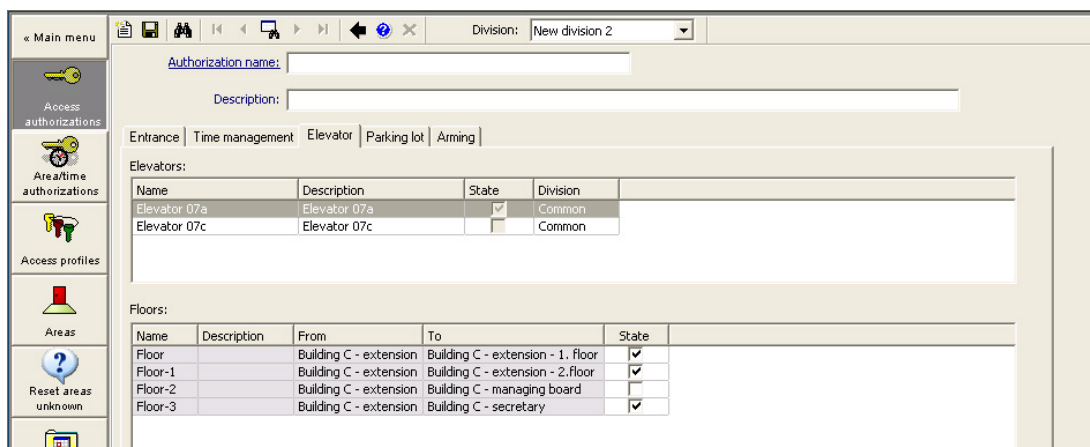 « Main menu
Division: New division 2
Authorization name:
Description:
Access
authorizations
Area/time
authorizations
Access profiles
Areas
Reset areas
unknown
Entrance Time management Elevator Parking lot Arming
Elevators:
Name Description State Division
Elevator 07a Elevator 07a Common
Elevator 07c Elevator 07c Common
Floors:
Name Description From To State
Floor Building C - extension Building C - extension - 1. floor
Floor-1 Building C - extension Building C - extension - 2.floor
Floor-2 Building C - extension Building C - managing board
Floor-3 Building C - extension Building C - secretary